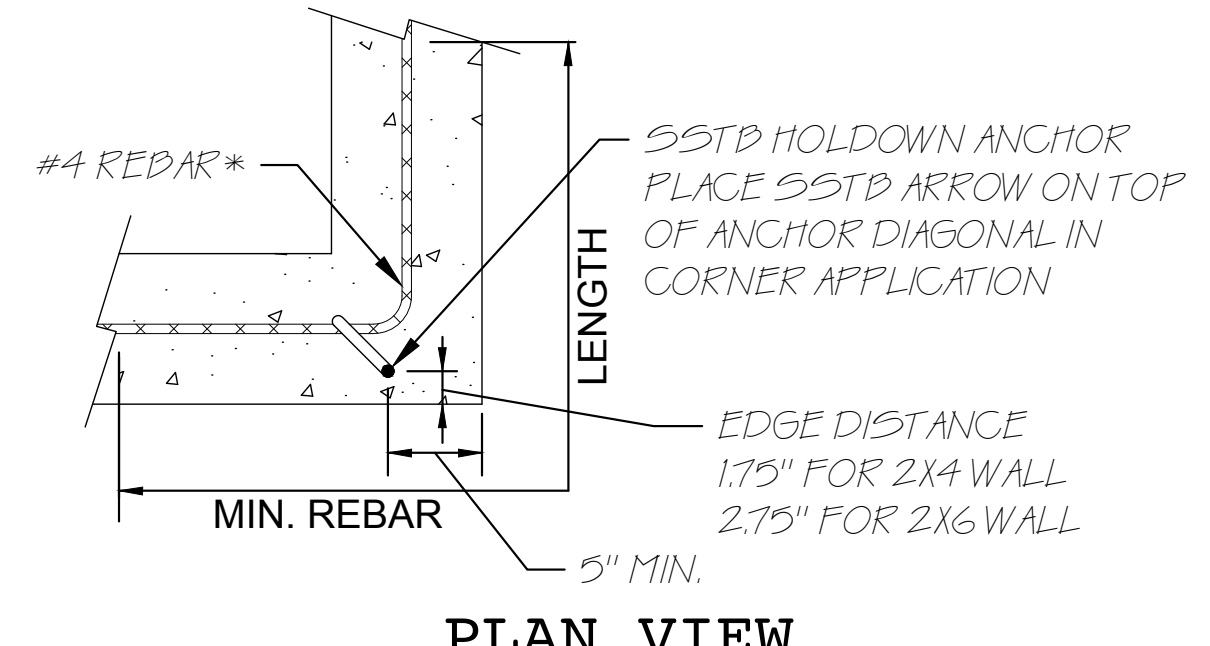 #4 REBAR*
SSTB HOLDOWN ANCHOR
PLACE SSTB ARROW ON TOP
OF ANCHOR DIAGONAL IN
CORNER APPLICATION
LENGTH
EDGE DISTANCE
1.75" FOR 2X4 WALL
2.75" FOR 2X6 WALL
MIN. REBAR
5" MIN.
PLAN VIEW